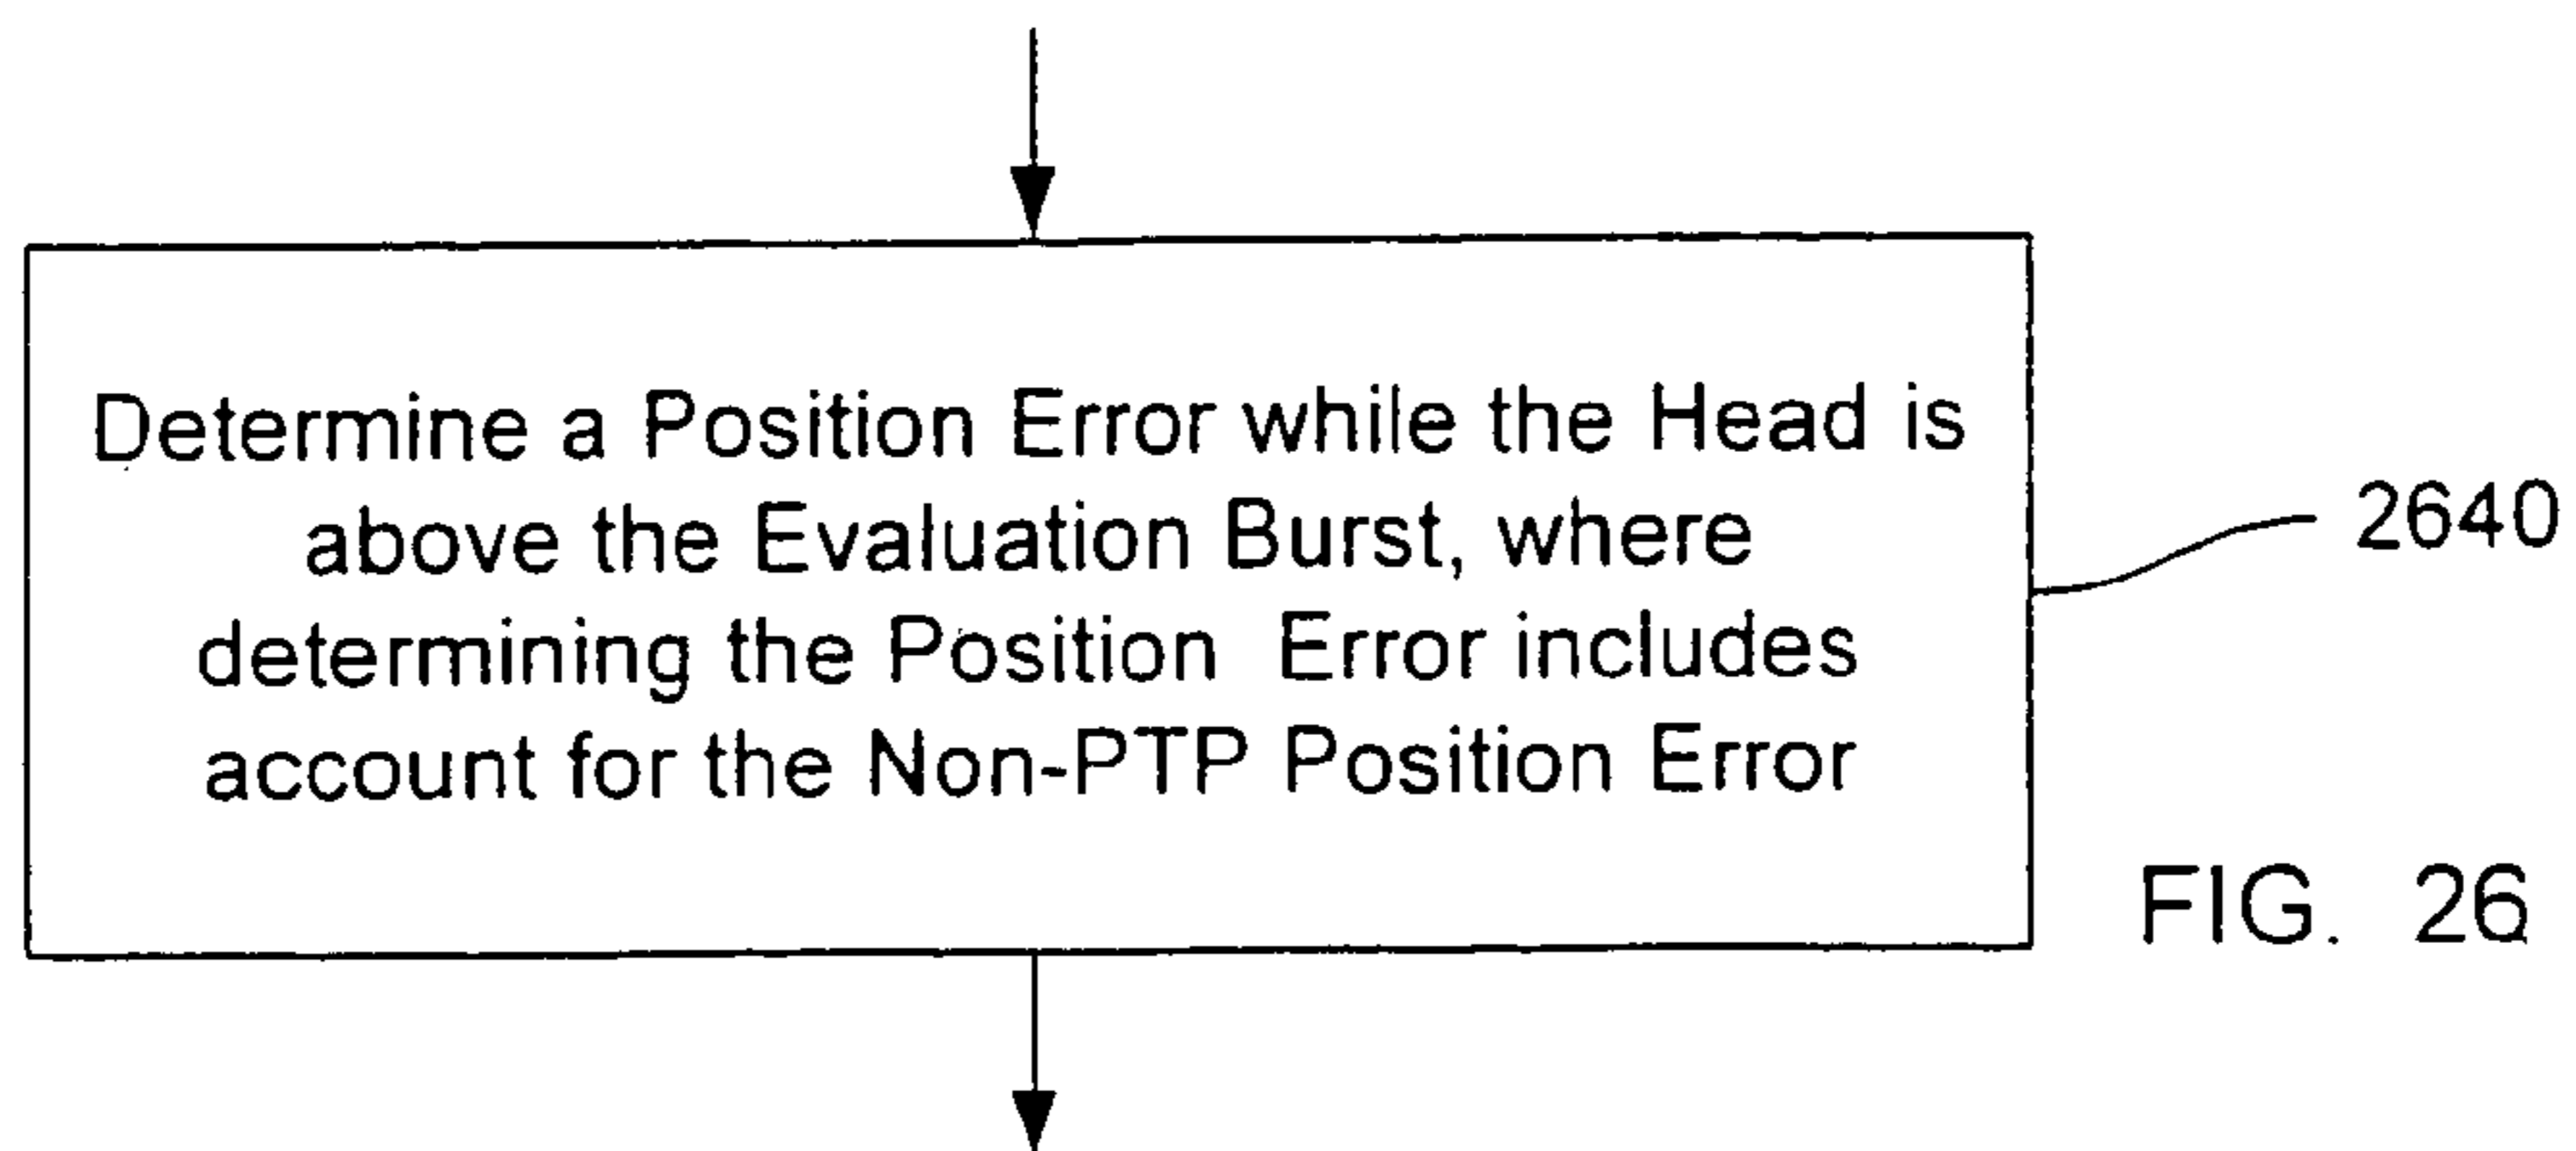 Determine a Position Error while the Head is
above the Evaluation Burst, where
determining the Position Error includes
account for the Non-PTP Position Error
2640
FIG. 26